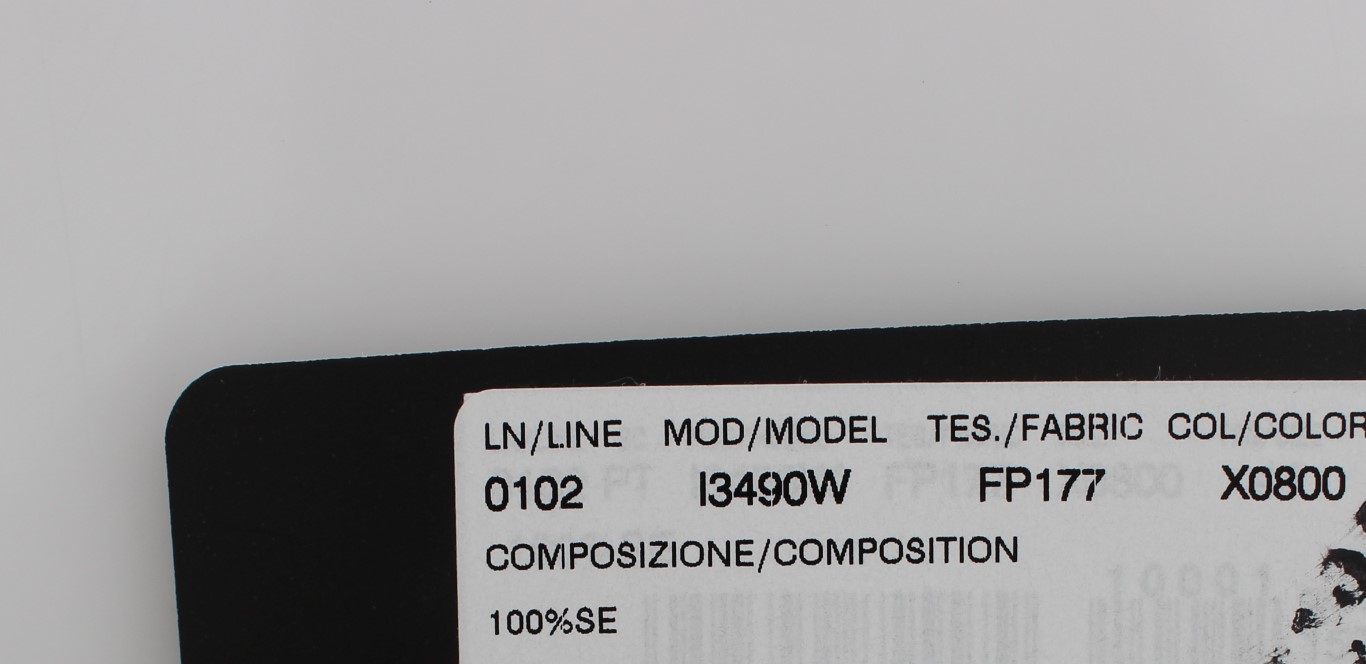 LN/LINE MOD/MODEL TES./FABRIC COL/COLOR
0102 I3490W FP177 X0800
COMPOSIZIONE/COMPOSITION
100%SE